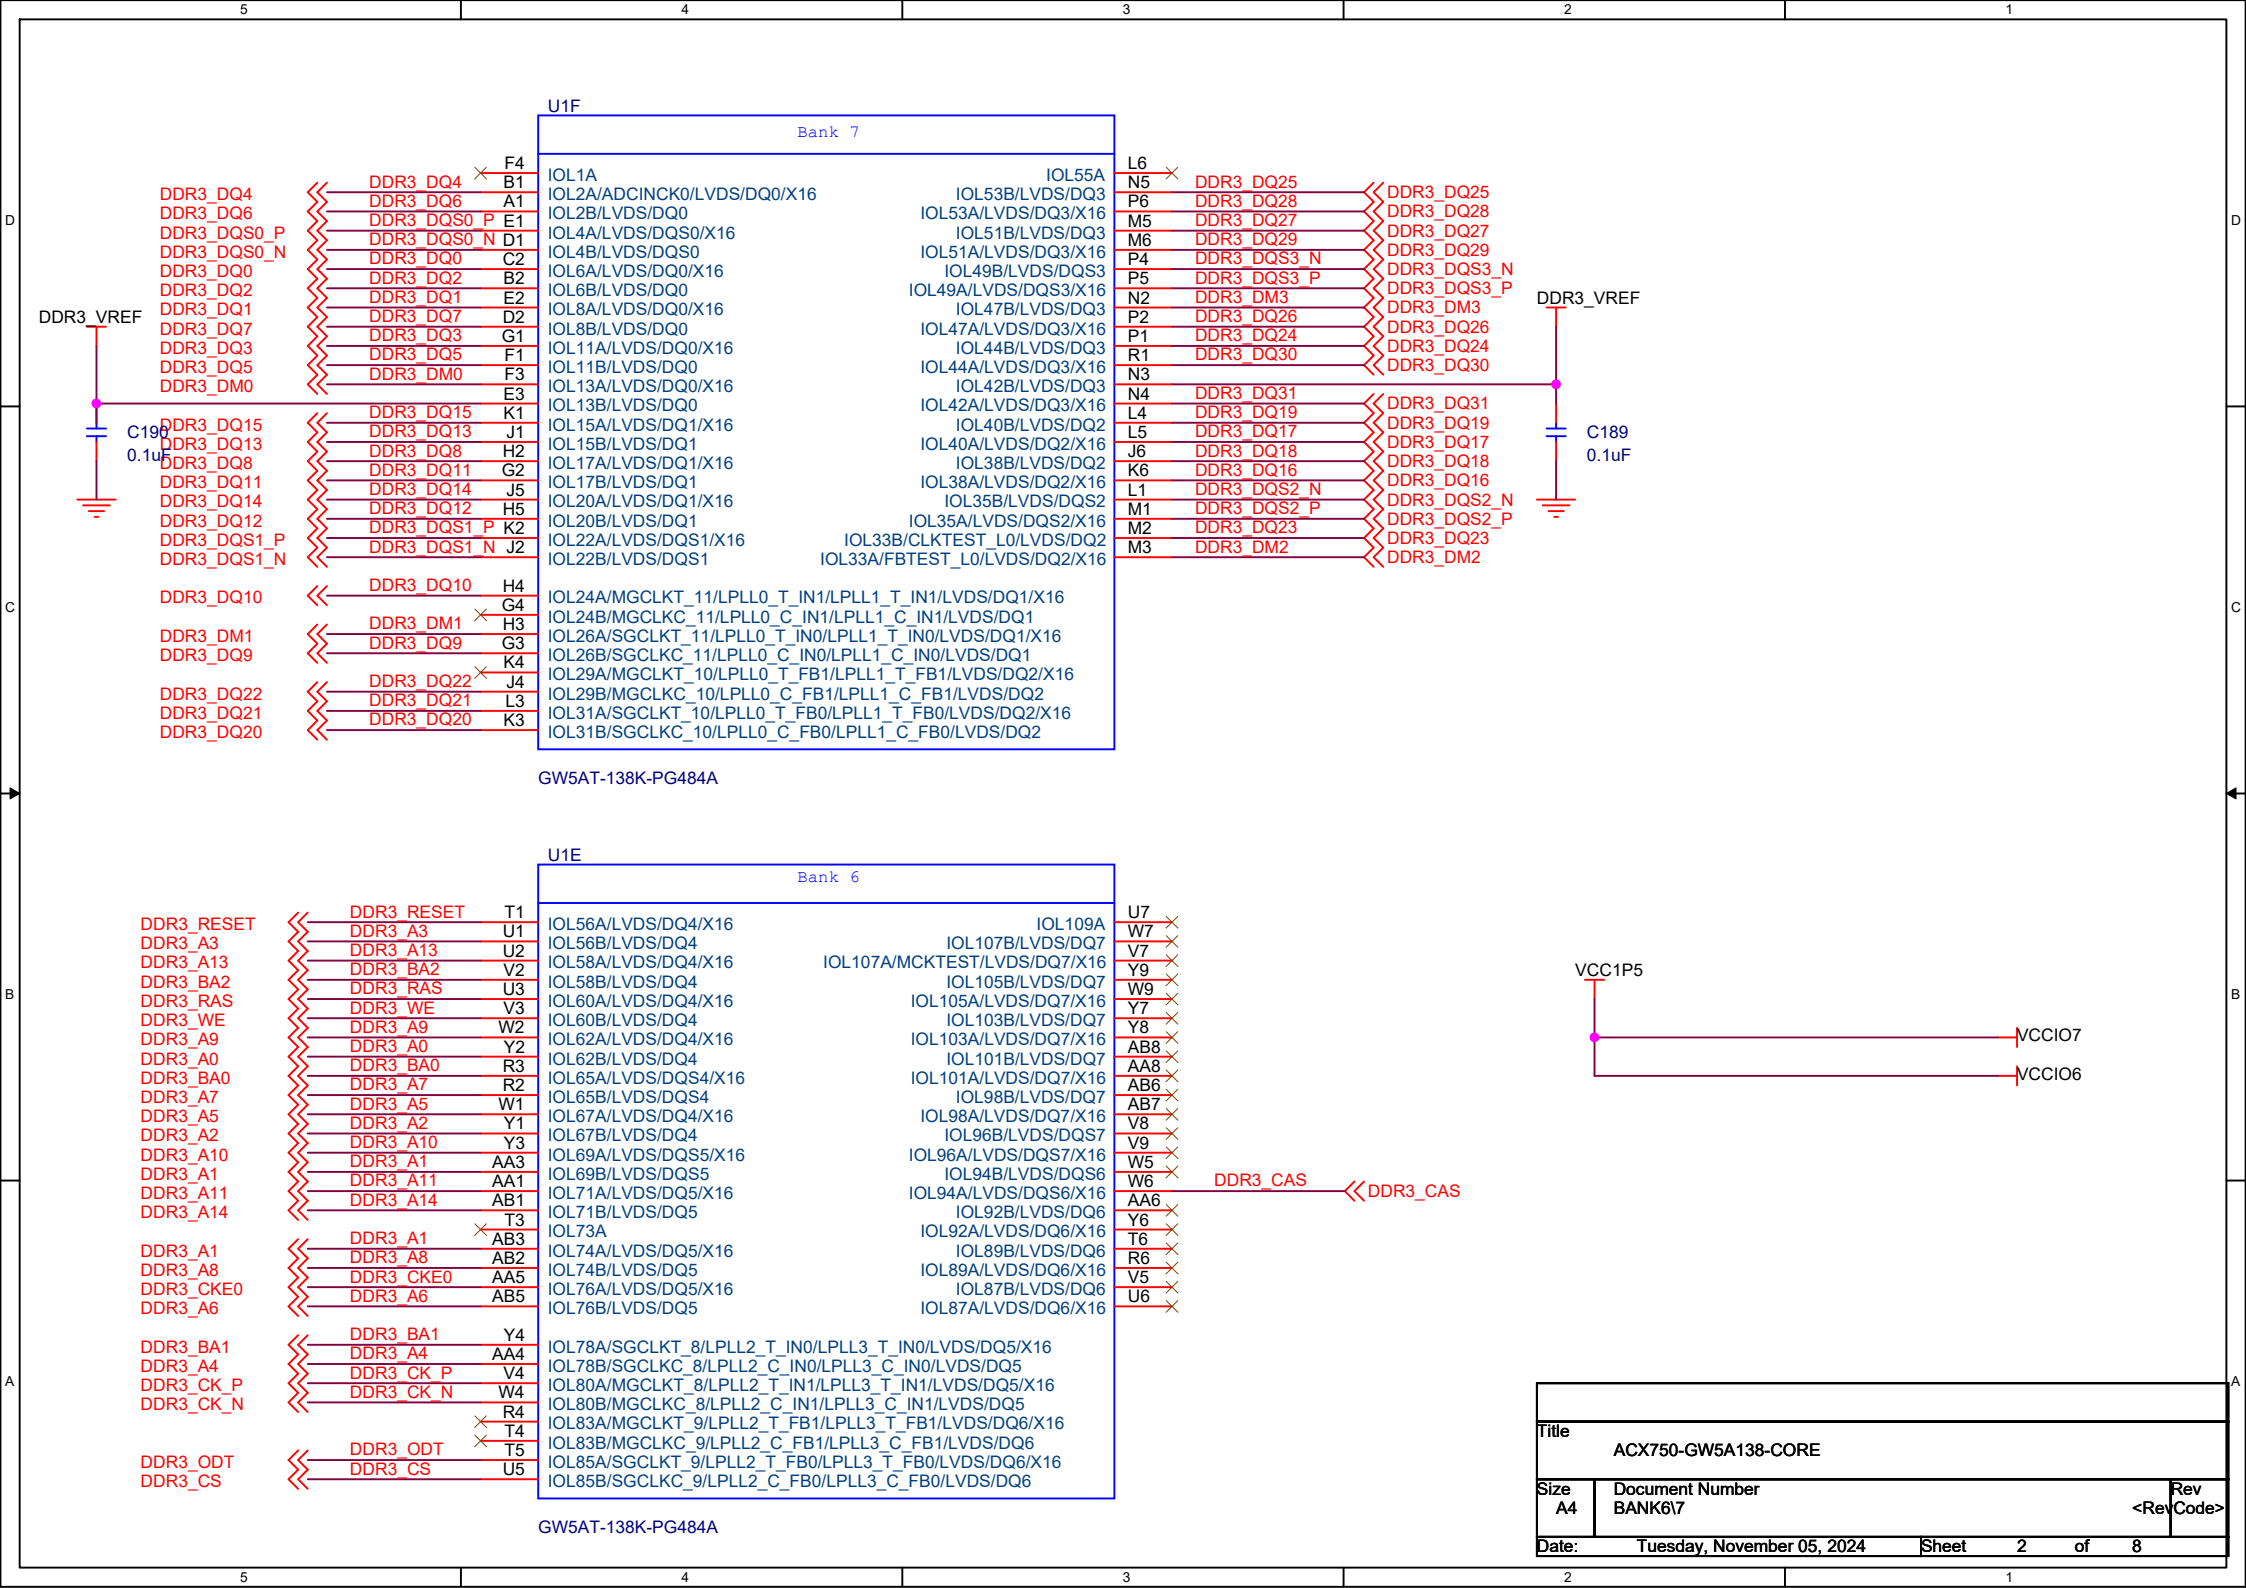 5 4 3 2 1
U1F
Bank 7
F4 IOL1A
DDR3_DQ4 DDR3_DQ4 B1 IOL2A/ADCINCK0/LVDS/DQ0/X16
DDR3_DQ6 DDR3_DQ6 A1 IOL2B/LVDS/DQ0
DDR3_DQS0_P DDR3_DQS0_P E1 IOL4A/LVDS/DQS0/X16
DDR3_DQS0_N DDR3_DQS0_N D1 IOL4B/LVDS/DQS0
DDR3_DQ0 DDR3_DQ0 C2 IOL6A/LVDS/DQ0/X16
DDR3_DQ2 DDR3_DQ2 B2 IOL6B/LVDS/DQ0
DDR3_DQ1 DDR3_DQ1 E2 IOL8A/LVDS/DQ0/X16
DDR3_DQ7 DDR3_DQ7 D2 IOL8B/LVDS/DQ0
DDR3_DQ3 DDR3_DQ3 G1 IOL11A/LVDS/DQ0/X16
DDR3_DQ5 DDR3_DQ5 F1 IOL11B/LVDS/DQ0
DDR3_DM0 DDR3_DM0 F3 IOL13A/LVDS/DQ0/X16
E3 IOL13B/LVDS/DQ0
DDR3_DQ15 DDR3_DQ15 K1 IOL15A/LVDS/DQ1/X16
DDR3_DQ13 DDR3_DQ13 J1 IOL15B/LVDS/DQ1
DDR3_DQ8 DDR3_DQ8 H2 IOL17A/LVDS/DQ1/X16
DDR3_DQ11 DDR3_DQ11 G2 IOL17B/LVDS/DQ1
DDR3_DQ14 DDR3_DQ14 J5 IOL20A/LVDS/DQ1/X16
DDR3_DQ12 DDR3_DQ12 H5 IOL20B/LVDS/DQ1
DDR3_DQS1_P DDR3_DQS1_P K2 IOL22A/LVDS/DQS1/X16
DDR3_DQS1_N DDR3_DQS1_N J2 IOL22B/LVDS/DQS1
DDR3_DQ10 DDR3_DQ10 H4 IOL24A/MGCLKT_11/LPLL0_T_IN1/LPLL1_T_IN1/LVDS/DQ1/X16
G4 IOL24B/MGCLKC_11/LPLL0_C_IN1/LPLL1_C_IN1/LVDS/DQ1
DDR3_DM1 DDR3_DM1 H3 IOL26A/SGCLKT_11/LPLL0_T_IN0/LPLL1_T_IN0/LVDS/DQ1/X16
DDR3_DQ9 DDR3_DQ9 G3 IOL26B/SGCLKC_11/LPLL0_C_IN0/LPLL1_C_IN0/LVDS/DQ1
K4 IOL29A/MGCLKT_10/LPLL0_T_FB1/LPLL1_T_FB1/LVDS/DQ2/X16
DDR3_DQ22 DDR3_DQ22 J4 IOL29B/MGCLKC_10/LPLL0_C_FB1/LPLL1_C_FB1/LVDS/DQ2
DDR3_DQ21 DDR3_DQ21 L3 IOL31A/SGCLKT_10/LPLL0_T_FB0/LPLL1_T_FB0/LVDS/DQ2/X16
DDR3_DQ20 DDR3_DQ20 K3 IOL31B/SGCLKC_10/LPLL0_C_FB0/LPLL1_C_FB0/LVDS/DQ2
DDR3_VREF
C190
0.1uF
IOL55A L6
IOL53B/LVDS/DQ3 N5 DDR3_DQ25 DDR3_DQ25
IOL53A/LVDS/DQ3/X16 P6 DDR3_DQ28 DDR3_DQ28
IOL51B/LVDS/DQ3 M5 DDR3_DQ27 DDR3_DQ27
IOL51A/LVDS/DQ3/X16 M6 DDR3_DQ29 DDR3_DQ29
IOL49B/LVDS/DQS3 P4 DDR3_DQS3_N DDR3_DQS3_N
IOL49A/LVDS/DQS3/X16 P5 DDR3_DQS3_P DDR3_DQS3_P
IOL47B/LVDS/DQ3 N2 DDR3_DM3 DDR3_DM3
IOL47A/LVDS/DQ3/X16 P2 DDR3_DQ26 DDR3_DQ26
IOL44B/LVDS/DQ3 P1 DDR3_DQ24 DDR3_DQ24
IOL44A/LVDS/DQ3/X16 R1 DDR3_DQ30 DDR3_DQ30
IOL42B/LVDS/DQ3 N3
IOL42A/LVDS/DQ3/X16 N4 DDR3_DQ31 DDR3_DQ31
IOL40B/LVDS/DQ2 L4 DDR3_DQ19 DDR3_DQ19
IOL40A/LVDS/DQ2/X16 L5 DDR3_DQ17 DDR3_DQ17
IOL38B/LVDS/DQ2 J6 DDR3_DQ18 DDR3_DQ18
IOL38A/LVDS/DQ2/X16 K6 DDR3_DQ16 DDR3_DQ16
IOL35B/LVDS/DQS2 L1 DDR3_DQS2_N DDR3_DQS2_N
IOL35A/LVDS/DQS2/X16 M1 DDR3_DQS2_P DDR3_DQS2_P
IOL33B/CLKTEST_L0/LVDS/DQ2 M2 DDR3_DQ23 DDR3_DQ23
IOL33A/FBTEST_L0/LVDS/DQ2/X16 M3 DDR3_DM2 DDR3_DM2
DDR3_VREF
C189
0.1uF
GW5AT-138K-PG484A
U1E
Bank 6
DDR3_RESET DDR3_RESET T1 IOL56A/LVDS/DQ4/X16
DDR3_A3 DDR3_A3 U1 IOL56B/LVDS/DQ4
DDR3_A13 DDR3_A13 U2 IOL58A/LVDS/DQ4/X16
DDR3_BA2 DDR3_BA2 V2 IOL58B/LVDS/DQ4
DDR3_RAS DDR3_RAS U3 IOL60A/LVDS/DQ4/X16
DDR3_WE DDR3_WE V3 IOL60B/LVDS/DQ4
DDR3_A9 DDR3_A9 W2 IOL62A/LVDS/DQ4/X16
DDR3_A0 DDR3_A0 Y2 IOL62B/LVDS/DQ4
DDR3_BA0 DDR3_BA0 R3 IOL65A/LVDS/DQS4/X16
DDR3_A7 DDR3_A7 R2 IOL65B/LVDS/DQS4
DDR3_A5 DDR3_A5 W1 IOL67A/LVDS/DQ4/X16
DDR3_A2 DDR3_A2 Y1 IOL67B/LVDS/DQ4
DDR3_A10 DDR3_A10 Y3 IOL69A/LVDS/DQS5/X16
DDR3_A1 DDR3_A1 AA3 IOL69B/LVDS/DQS5
DDR3_A11 DDR3_A11 AA1 IOL71A/LVDS/DQ5/X16
DDR3_A14 DDR3_A14 AB1 IOL71B/LVDS/DQ5
T3 IOL73A
DDR3_A1 DDR3_A1 AB3 IOL74A/LVDS/DQ5/X16
DDR3_A8 DDR3_A8 AB2 IOL74B/LVDS/DQ5
DDR3_CKE0 DDR3_CKE0 AA5 IOL76A/LVDS/DQ5/X16
DDR3_A6 DDR3_A6 AB5 IOL76B/LVDS/DQ5
DDR3_BA1 DDR3_BA1 Y4 IOL78A/SGCLKT_8/LPLL2_T_IN0/LPLL3_T_IN0/LVDS/DQ5/X16
DDR3_A4 DDR3_A4 AA4 IOL78B/SGCLKC_8/LPLL2_C_IN0/LPLL3_C_IN0/LVDS/DQ5
DDR3_CK_P DDR3_CK_P V4 IOL80A/MGCLKT_8/LPLL2_T_IN1/LPLL3_T_IN1/LVDS/DQ5/X16
DDR3_CK_N DDR3_CK_N W4 IOL80B/MGCLKC_8/LPLL2_C_IN1/LPLL3_C_IN1/LVDS/DQ5
R4 IOL83A/MGCLKT_9/LPLL2_T_FB1/LPLL3_T_FB1/LVDS/DQ6/X16
T4 IOL83B/MGCLKC_9/LPLL2_C_FB1/LPLL3_C_FB1/LVDS/DQ6
DDR3_ODT DDR3_ODT T5 IOL85A/SGCLKT_9/LPLL2_T_FB0/LPLL3_T_FB0/LVDS/DQ6/X16
DDR3_CS DDR3_CS U5 IOL85B/SGCLKC_9/LPLL2_C_FB0/LPLL3_C_FB0/LVDS/DQ6
IOL109A U7
IOL107B/LVDS/DQ7 W7
IOL107A/MCKTEST/LVDS/DQ7/X16 V7
IOL105B/LVDS/DQ7 Y9
IOL105A/LVDS/DQ7/X16 W9
IOL103B/LVDS/DQ7 Y7
IOL103A/LVDS/DQ7/X16 Y8
IOL101B/LVDS/DQ7 AB8
IOL101A/LVDS/DQ7/X16 AA8
IOL98B/LVDS/DQ7 AB6
IOL98A/LVDS/DQ7/X16 AB7
IOL96B/LVDS/DQS7 V8
IOL96A/LVDS/DQS7/X16 V9
IOL94B/LVDS/DQS6 W5
IOL94A/LVDS/DQS6/X16 W6 DDR3_CAS DDR3_CAS
IOL92B/LVDS/DQ6 AA6
IOL92A/LVDS/DQ6/X16 Y6
IOL89B/LVDS/DQ6 T6
IOL89A/LVDS/DQ6/X16 R6
IOL87B/LVDS/DQ6 V5
IOL87A/LVDS/DQ6/X16 U6
GW5AT-138K-PG484A
VCC1P5
VCCIO7
VCCIO6
D D
C C
B B
A A
Title
ACX750-GW5A138-CORE
Size Document Number Rev
A4 BANK6\7 <RevCode>
Date: Tuesday, November 05, 2024 Sheet 2 of 8
5 4 3 2 1